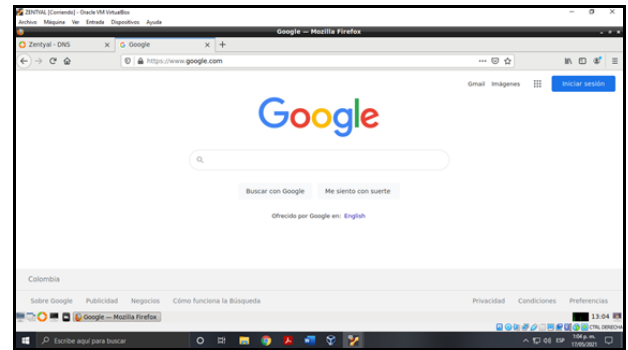 ZENTYAL [Corriendo] - Oracle VM VirtualBox
Archivo Máquina Ver Entrada Dispositivos Ayuda
Google — Mozilla Firefox
Zentyal - DNS
Google
https://www.google.com
Gmail Imágenes
Iniciar sesión
Google
Buscar con Google Me siento con suerte
Ofrecido por Google en: English
Colombia
Sobre Google Publicidad Negocios Cómo funciona la Búsqueda Privacidad Condiciones Preferencias
Google — Mozilla Firefox
13:04
CTRL DERECHA
Escribe aquí para buscar
ESP
1:04 p. m.
17/05/2021